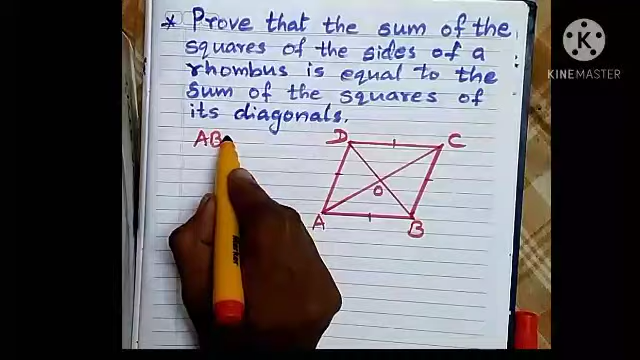 * Prove that the sum of the
squares of the sides of a
rhombus is equal to the
sum of the squares of
its diagonals.
AB
D
C
O
A
B
K
KINEMASTER